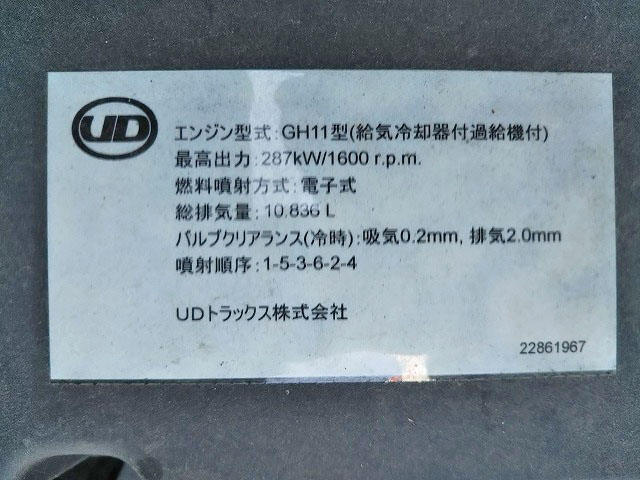 UD
エンジン型式:GH11型(給気冷却器付過給機付)
最高出力:287kW/1600 r.p.m.
燃料噴射方式:電子式
総排気量:10.836 L
バルブクリアランス(冷時):吸気0.2mm, 排気2.0mm
噴射順序:1-5-3-6-2-4
UDトラックス株式会社
22861967